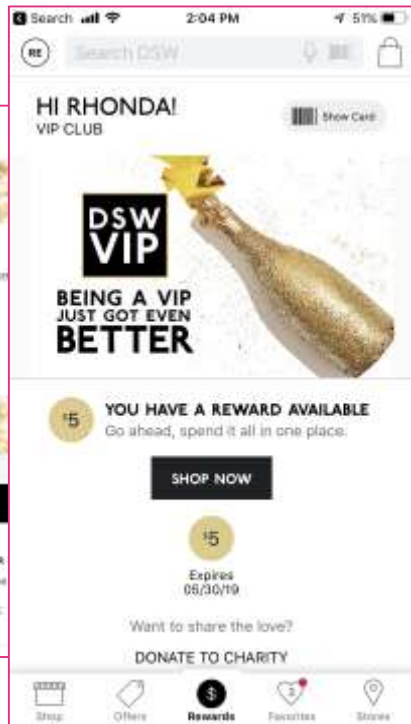 Search
2:04 PM
51%
RE
Search DSW
HI RHONDA!
VIP CLUB
Show Card
DSW
VIP
BEING A VIP
JUST GOT EVEN
BETTER
$5
YOU HAVE A REWARD AVAILABLE
Go ahead, spend it all in one place.
SHOP NOW
$5
Expires
06/30/19
Want to share the love?
DONATE TO CHARITY
Shop
Offers
Rewards
Favorites
Stores